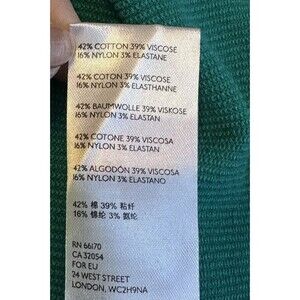 42% COTTON 39% VISCOSE
16% NYLON 3% ELASTANE
42% COTON 39% VISCOSE
16% NYLON 3% ELASTHANNE
42% BAUMWOLLE 39% VISKOSE
16% NYLON 3% ELASTAN
42% COTONE 39% VISCOSA
16% NYLON 3% ELASTAN
42% ALGODÓN 39% VISCOSA
16% NYLON 3% ELASTANO
42% 棉 39% 粘纤
16% 锦纶 3% 氨纶
RN 66170
CA 32054
FOR EU
24 WEST STREET
LONDON, WC2H9NA